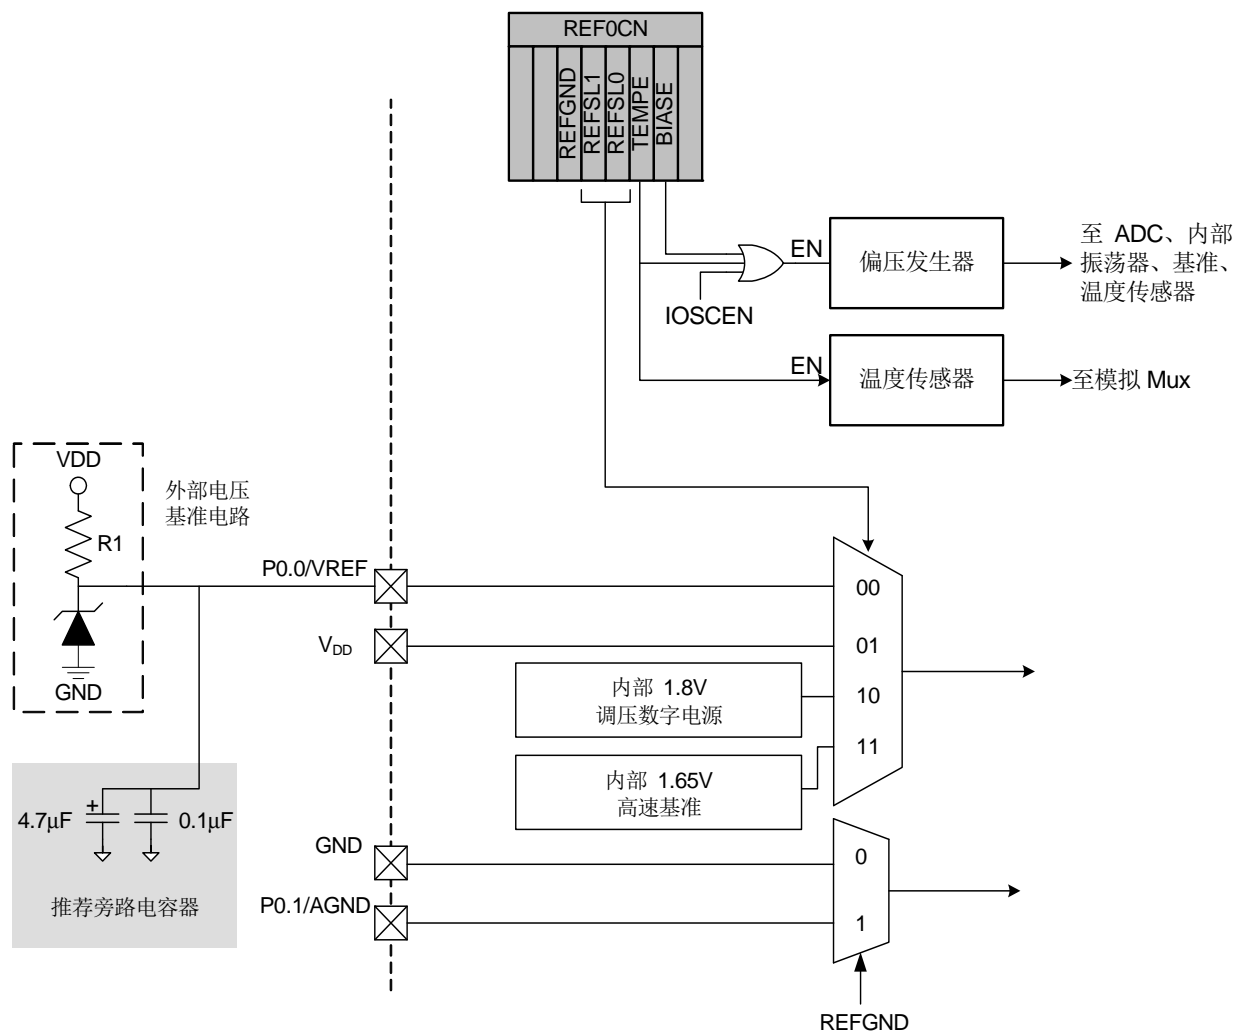 REF0CN
REFGND
REFSL1
REFSL0
TEMPE
BIASE
EN
偏压发生器
至 ADC、内部
振荡器、基准、
温度传感器
IOSCEN
EN
温度传感器
至模拟 Mux
VDD
R1
GND
外部电压
基准电路
P0.0/VREF
00
VDD
01
内部 1.8V
调压数字电源
10
内部 1.65V
高速基准
11
4.7μF
+
0.1μF
推荐旁路电容器
GND
0
P0.1/AGND
1
REFGND